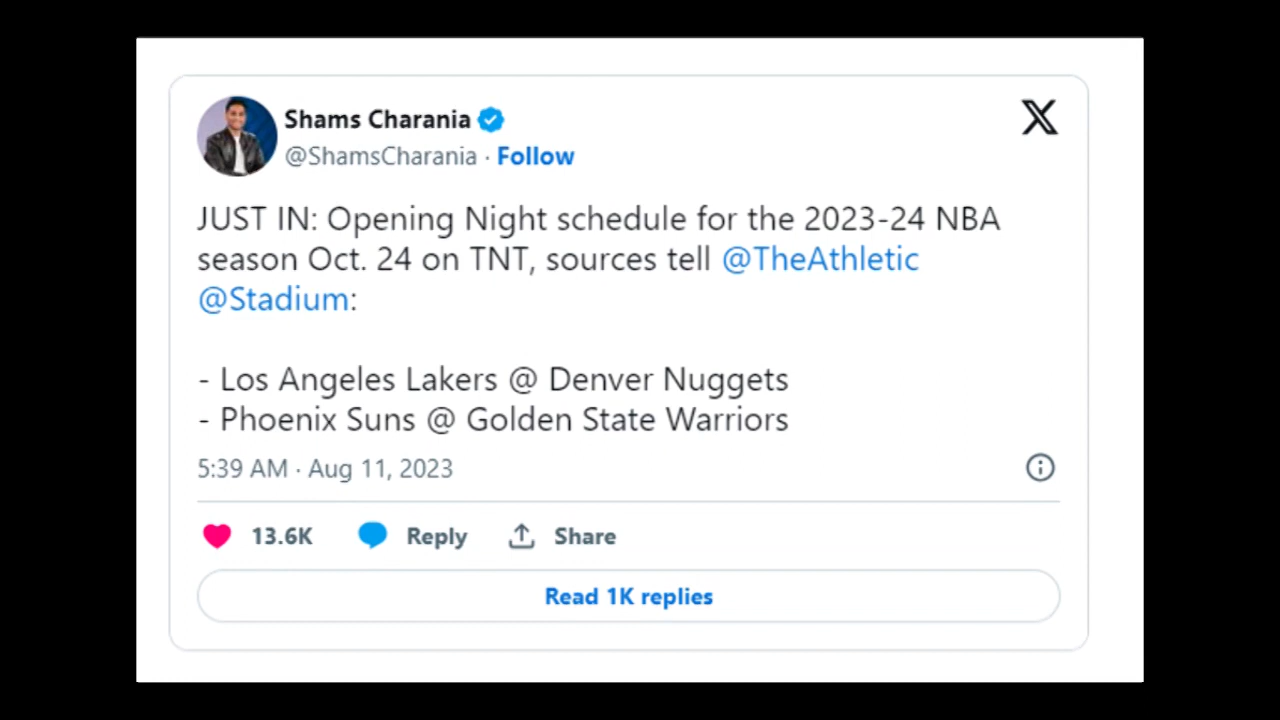 Shams Charania
@ShamsCharania · Follow
JUST IN: Opening Night schedule for the 2023-24 NBA
season Oct. 24 on TNT, sources tell @TheAthletic
@Stadium:
- Los Angeles Lakers @ Denver Nuggets
- Phoenix Suns @ Golden State Warriors
5:39 AM · Aug 11, 2023
13.6K Reply Share
Read 1K replies